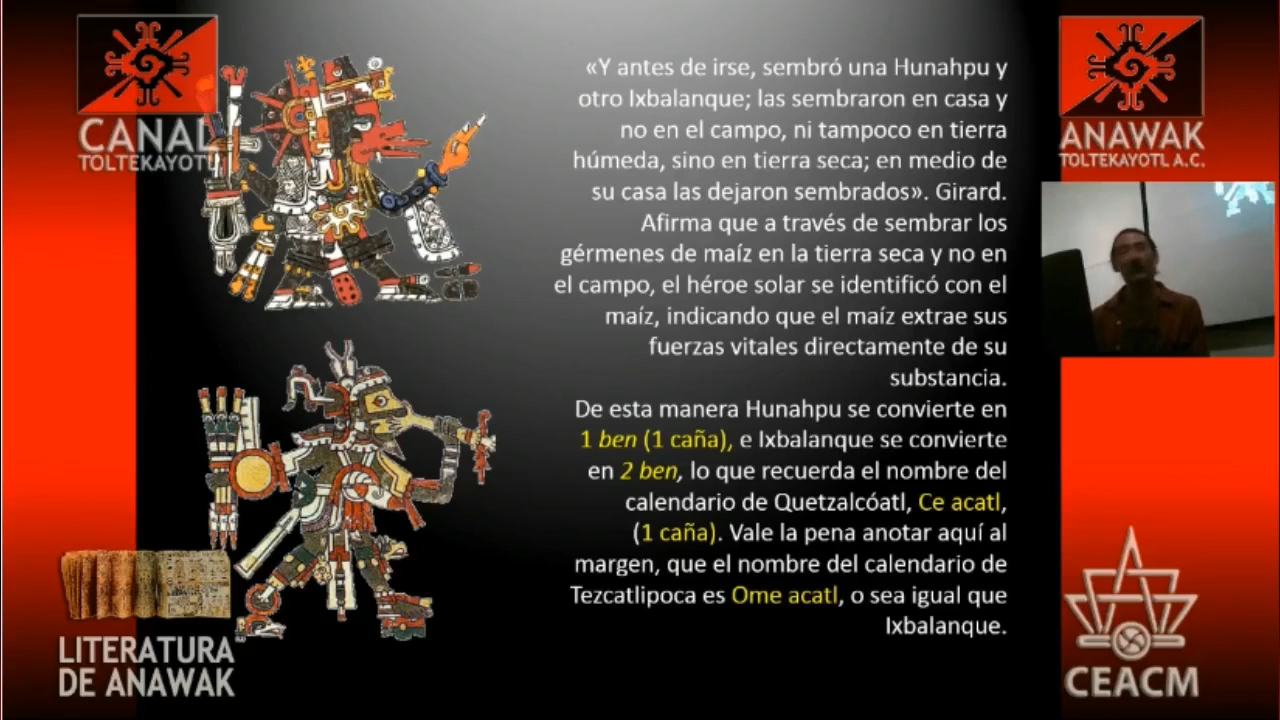 CANAL
TOLTEKAYOTL
«Y antes de irse, sembró una Hunahpu y
otro Ixbalanque; las sembraron en casa y
no en el campo, ni tampoco en tierra
húmeda, sino en tierra seca; en medio de
su casa las dejaron sembrados». Girard.
Afirma que a través de sembrar los
gérmenes de maíz en la tierra seca y no en
el campo, el héroe solar se identificó con el
maíz, indicando que el maíz extrae sus
fuerzas vitales directamente de su
substancia.
De esta manera Hunahpu se convierte en
1 ben (1 caña), e Ixbalanque se convierte
en 2 ben, lo que recuerda el nombre del
calendario de Quetzalcóatl, Ce acatl,
(1 caña). Vale la pena anotar aquí al
margen, que el nombre del calendario de
Tezcatlipoca es Ome acatl, o sea igual que
Ixbalanque.
ANAWAK
TOLTEKAYOTL A.C.
LITERATURA
DE ANAWAK
CEACM